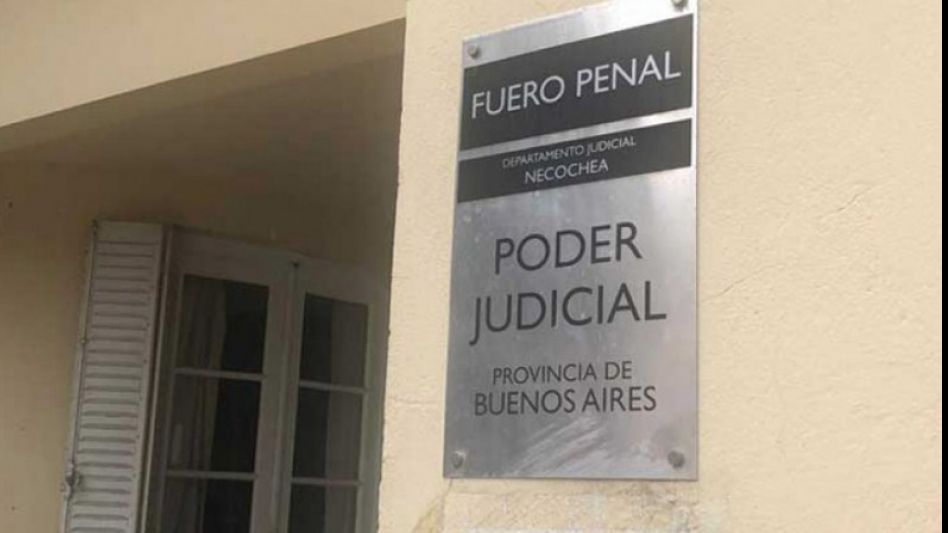 FUERO PENAL
DEPARTAMENTO JUDICIAL
NECOCHEA
PODER
JUDICIAL
PROVINCIA DE
BUENOS AIRES